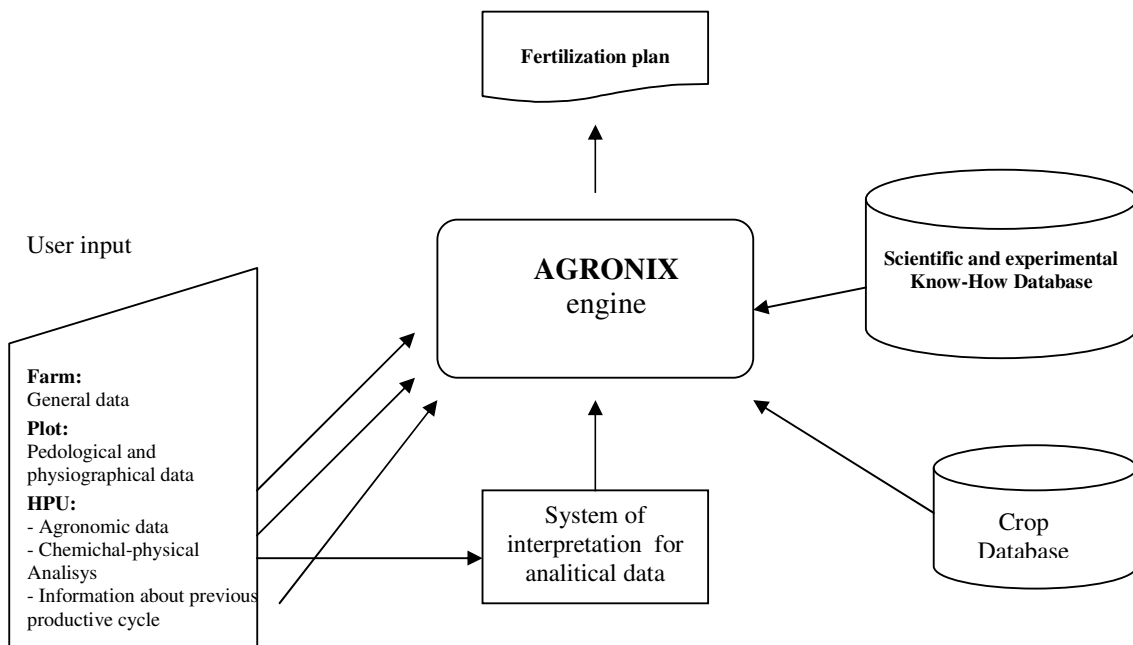 Fertilization plan
User input
AGRONIX
engine
Scientific and experimental
Know-How Database
Farm:
General data
Plot:
Pedological and
physiographical data
HPU:
- Agronomic data
- Chemichal-physical
Analisys
- Information about previous
productive cycle
System of
interpretation for
analitical data
Crop
Database